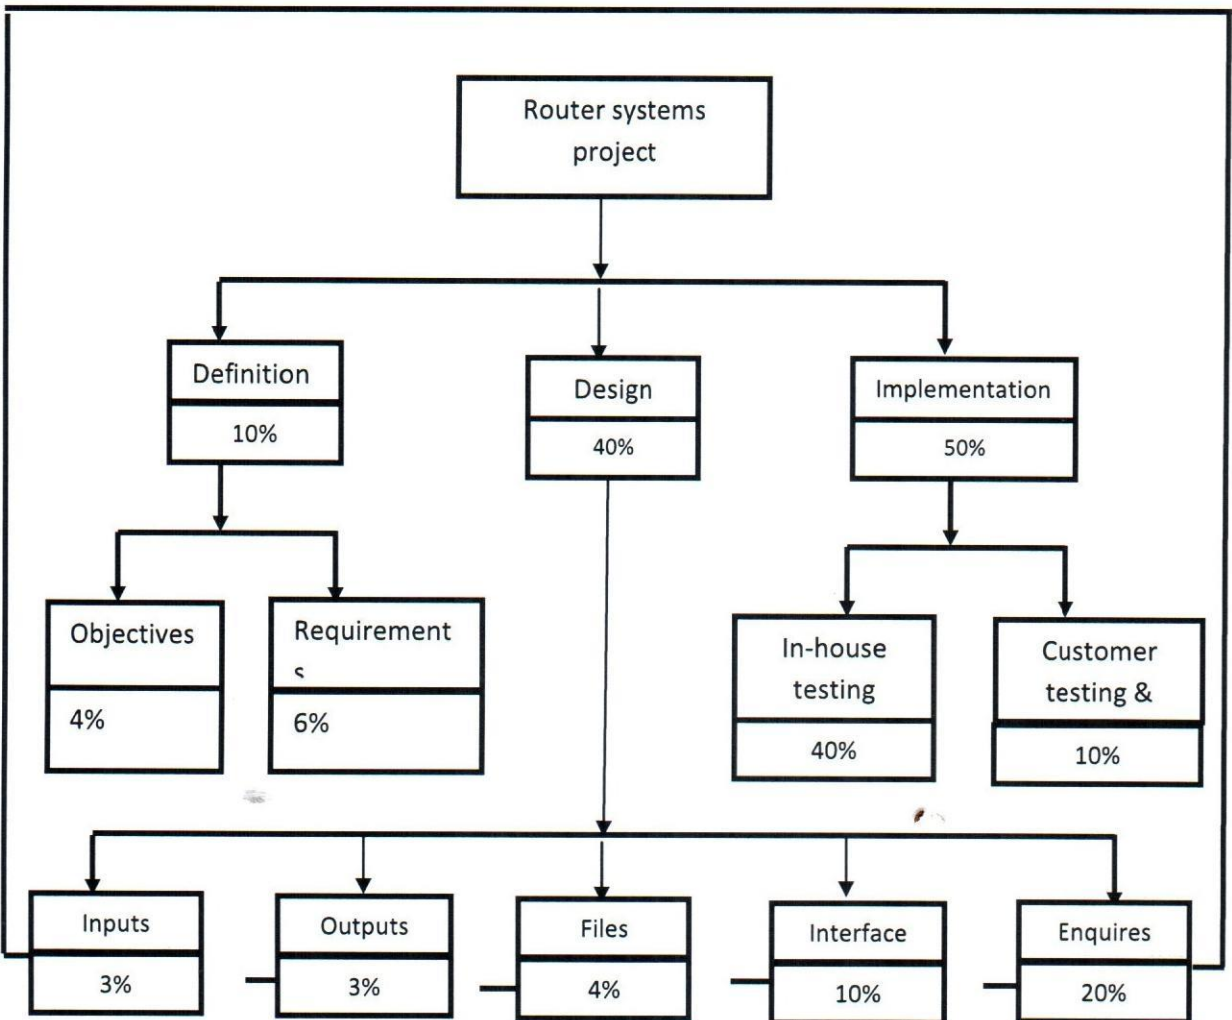 Router systems
project
Definition
10%
Design
40%
Implementation
50%
Objectives
4%
Requirement
s
6%
In-house
testing
40%
Customer
testing &
10%
Inputs
3%
Outputs
3%
Files
4%
Interface
10%
Enquires
20%